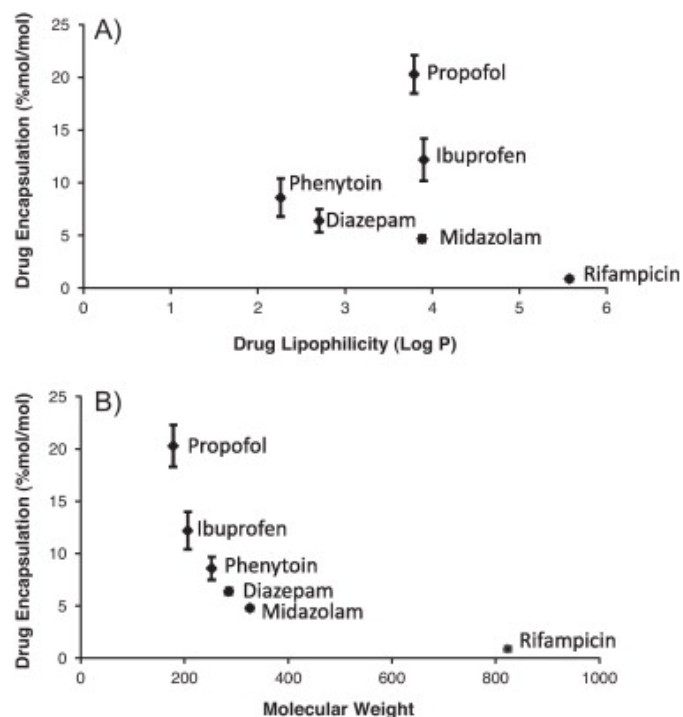 A)
Drug Encapsulation (%mol/mol)
25
20
15
10
5
0
Propofol
Ibuprofen
Phenytoin
Diazepam
Midazolam
Rifampicin
0 1 2 3 4 5 6
Drug Lipophilicity (Log P)
B)
Drug Encapsulation (%mol/mol)
25
20
15
10
5
0
Propofol
Ibuprofen
Phenytoin
Diazepam
Midazolam
Rifampicin
0 200 400 600 800 1000
Molecular Weight